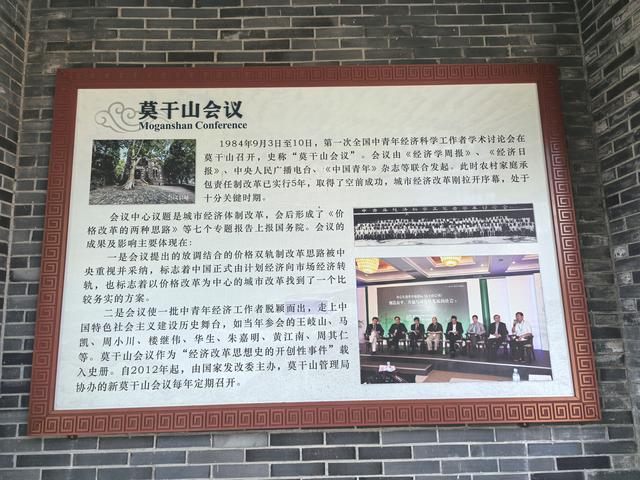 莫干山会议
Moganshan Conference
1984年9月3日至10日，第一次全国中青年经济科学工作者学术讨论会在
莫干山召开，史称“莫干山会议”。会议由《经济学周报》、《经济日
报》、中央人民广播电台、《中国青年》杂志等联合发起。此时农村家庭承
包责任制改革已实行5年，取得了空前成功，城市经济改革刚拉开序幕，处于
十分关键时期。
会议中心议题是城市经济体制改革，会后形成了《价
格改革的两种思路》等七个专题报告上报国务院。会议的
成果及影响主要体现在：
一是会议提出的放调结合的价格双轨制改革思路被中
央重视并采纳，标志着中国正式由计划经济向市场经济转
轨，也标志着以价格改革为中心的城市改革找到了一个比
较务实的方案。
二是会议使一批中青年经济工作者脱颖而出，走上中
国特色社会主义建设历史舞台，如当年参会的王岐山、马
凯、周小川、楼继伟、华生、朱嘉明、黄江南、周其仁
等。莫干山会议作为“经济改革思想史的开创性事件”载
入史册。自2012年起，由国家发改委主办，莫干山管理局
协办的新莫干山会议每年定期召开。